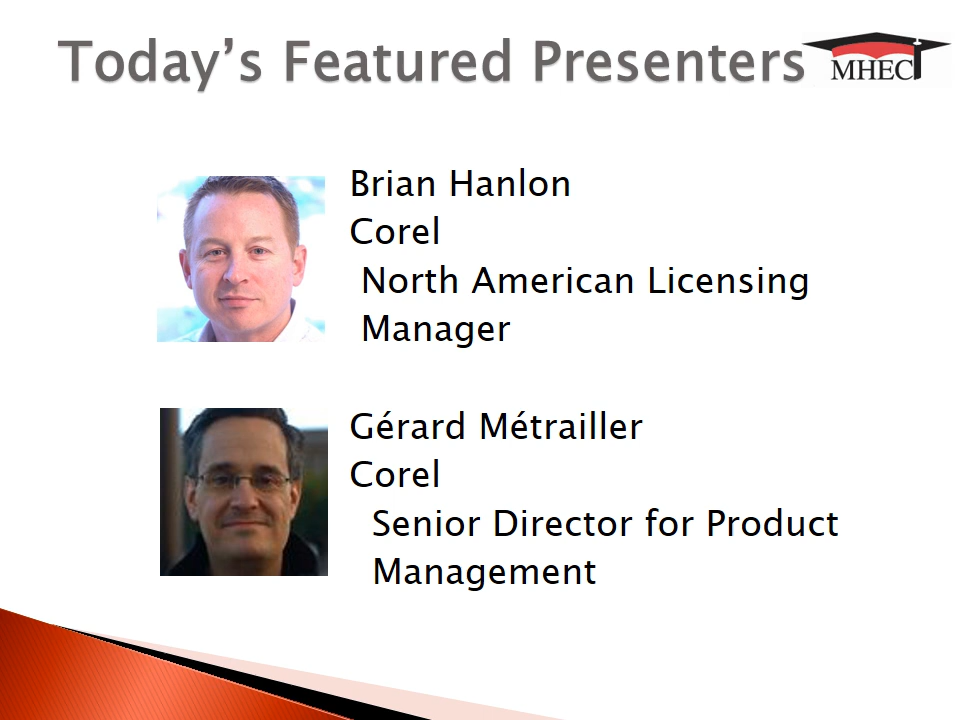 Today’s Featured Presenters
MHEC
Brian Hanlon
Corel
North American Licensing
Manager
Gérard Métrailler
Corel
Senior Director for Product
Management